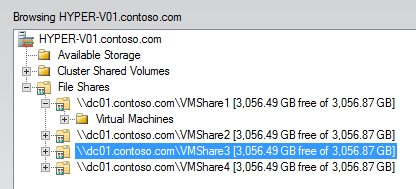 Browsing HYPER-V01.contoso.com
HYPER-V01.contoso.com
Available Storage
Cluster Shared Volumes
File Shares
\\dc01.contoso.com\VMShare1 [3,056.49 GB free of 3,056.87 GB]
Virtual Machines
\\dc01.contoso.com\VMShare2 [3,056.49 GB free of 3,056.87 GB]
\\dc01.contoso.com\VMShare3 [3,056.49 GB free of 3,056.87 GB]
\\dc01.contoso.com\VMShare4 [3,056.49 GB free of 3,056.87 GB]